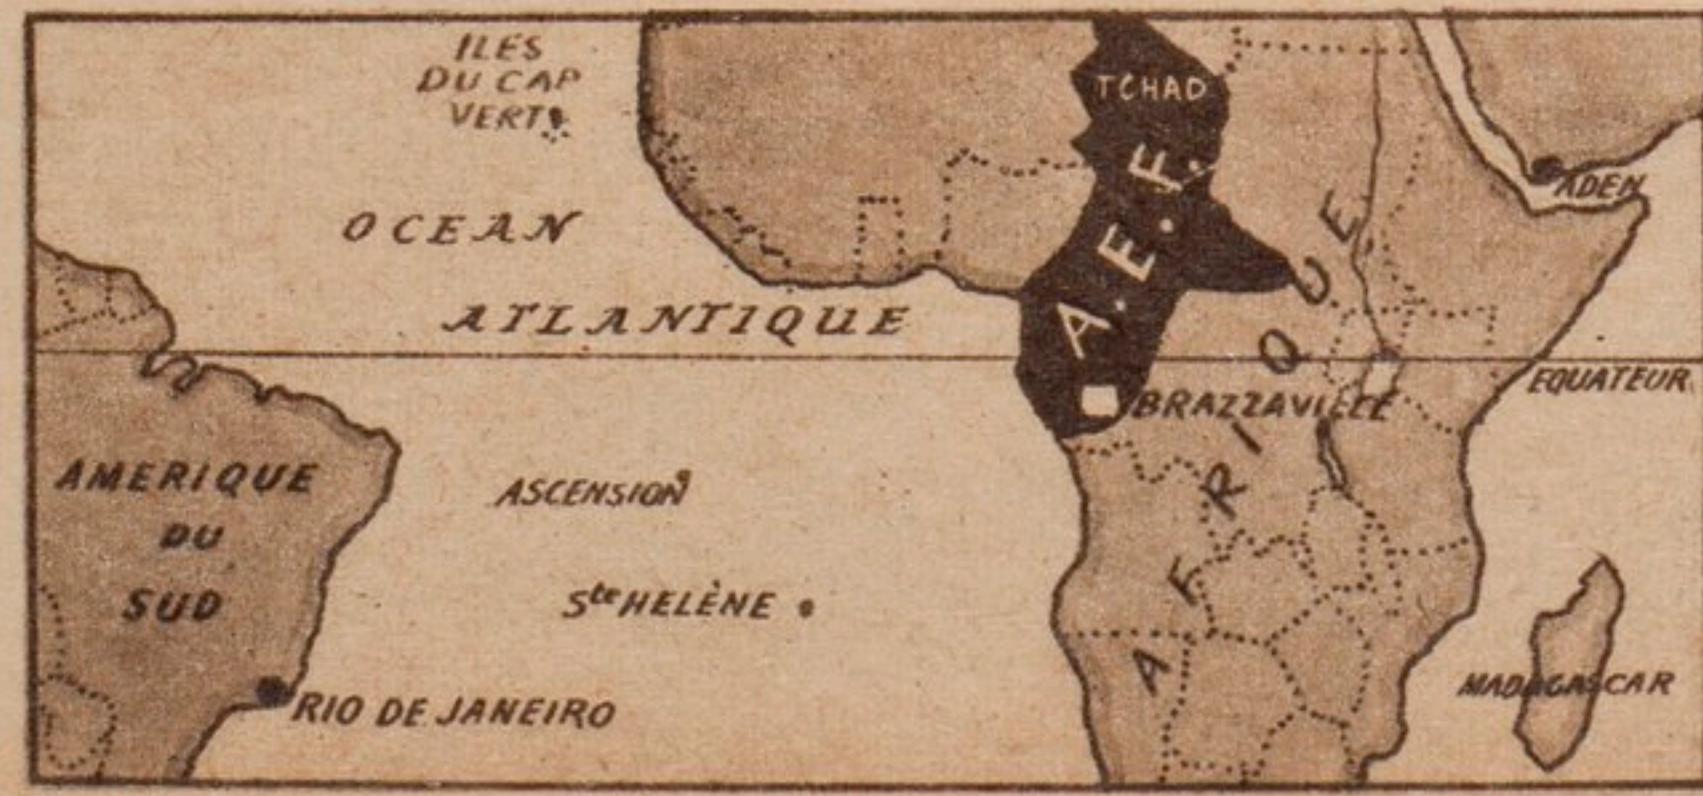 ILES
DU CAP
VERT
TCHAD
A.E.F.
ADEN
OCEAN
ATLANTIQUE
AFRIQUE
EQUATEUR
BRAZZAVILLE
AMERIQUE
DU
SUD
ASCENSION
Ste HELÈNE
RIO DE JANEIRO
MADAGASCAR